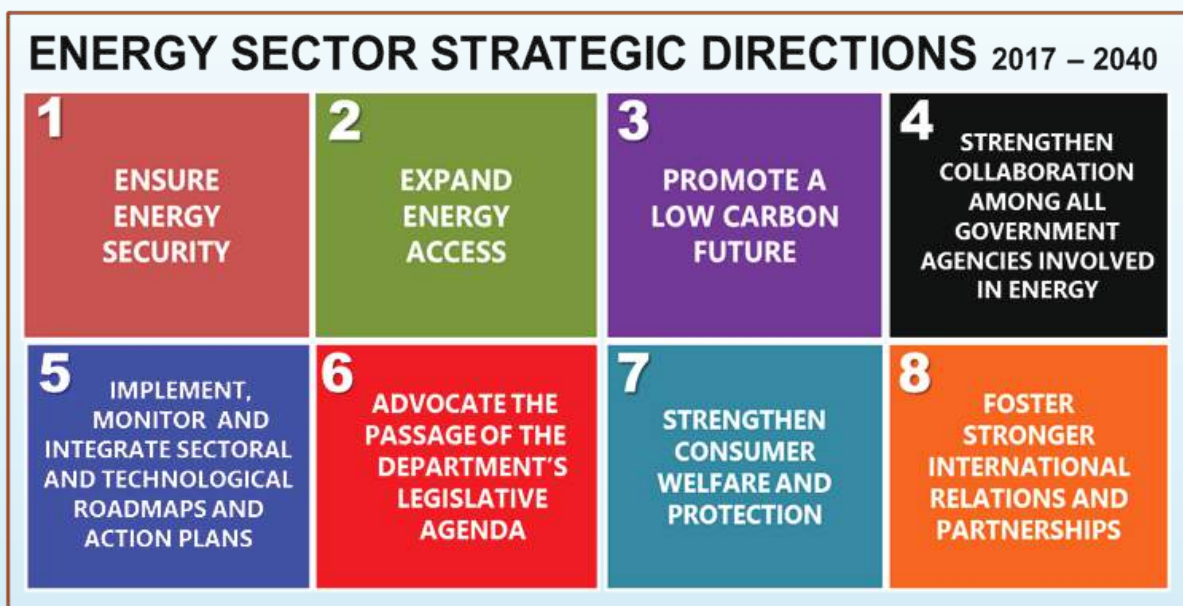 ENERGY SECTOR STRATEGIC DIRECTIONS 2017 – 2040
1
ENSURE
ENERGY
SECURITY
2
EXPAND
ENERGY
ACCESS
3
PROMOTE A
LOW CARBON
FUTURE
4
STRENGTHEN
COLLABORATION
AMONG ALL
GOVERNMENT
AGENCIES INVOLVED
IN ENERGY
5
IMPLEMENT,
MONITOR AND
INTEGRATE SECTORAL
AND TECHNOLOGICAL
ROADMAPS AND
ACTION PLANS
6
ADVOCATE THE
PASSAGE OF THE
DEPARTMENT'S
LEGISLATIVE
AGENDA
7
STRENGTHEN
CONSUMER
WELFARE AND
PROTECTION
8
FOSTER
STRONGER
INTERNATIONAL
RELATIONS AND
PARTNERSHIPS